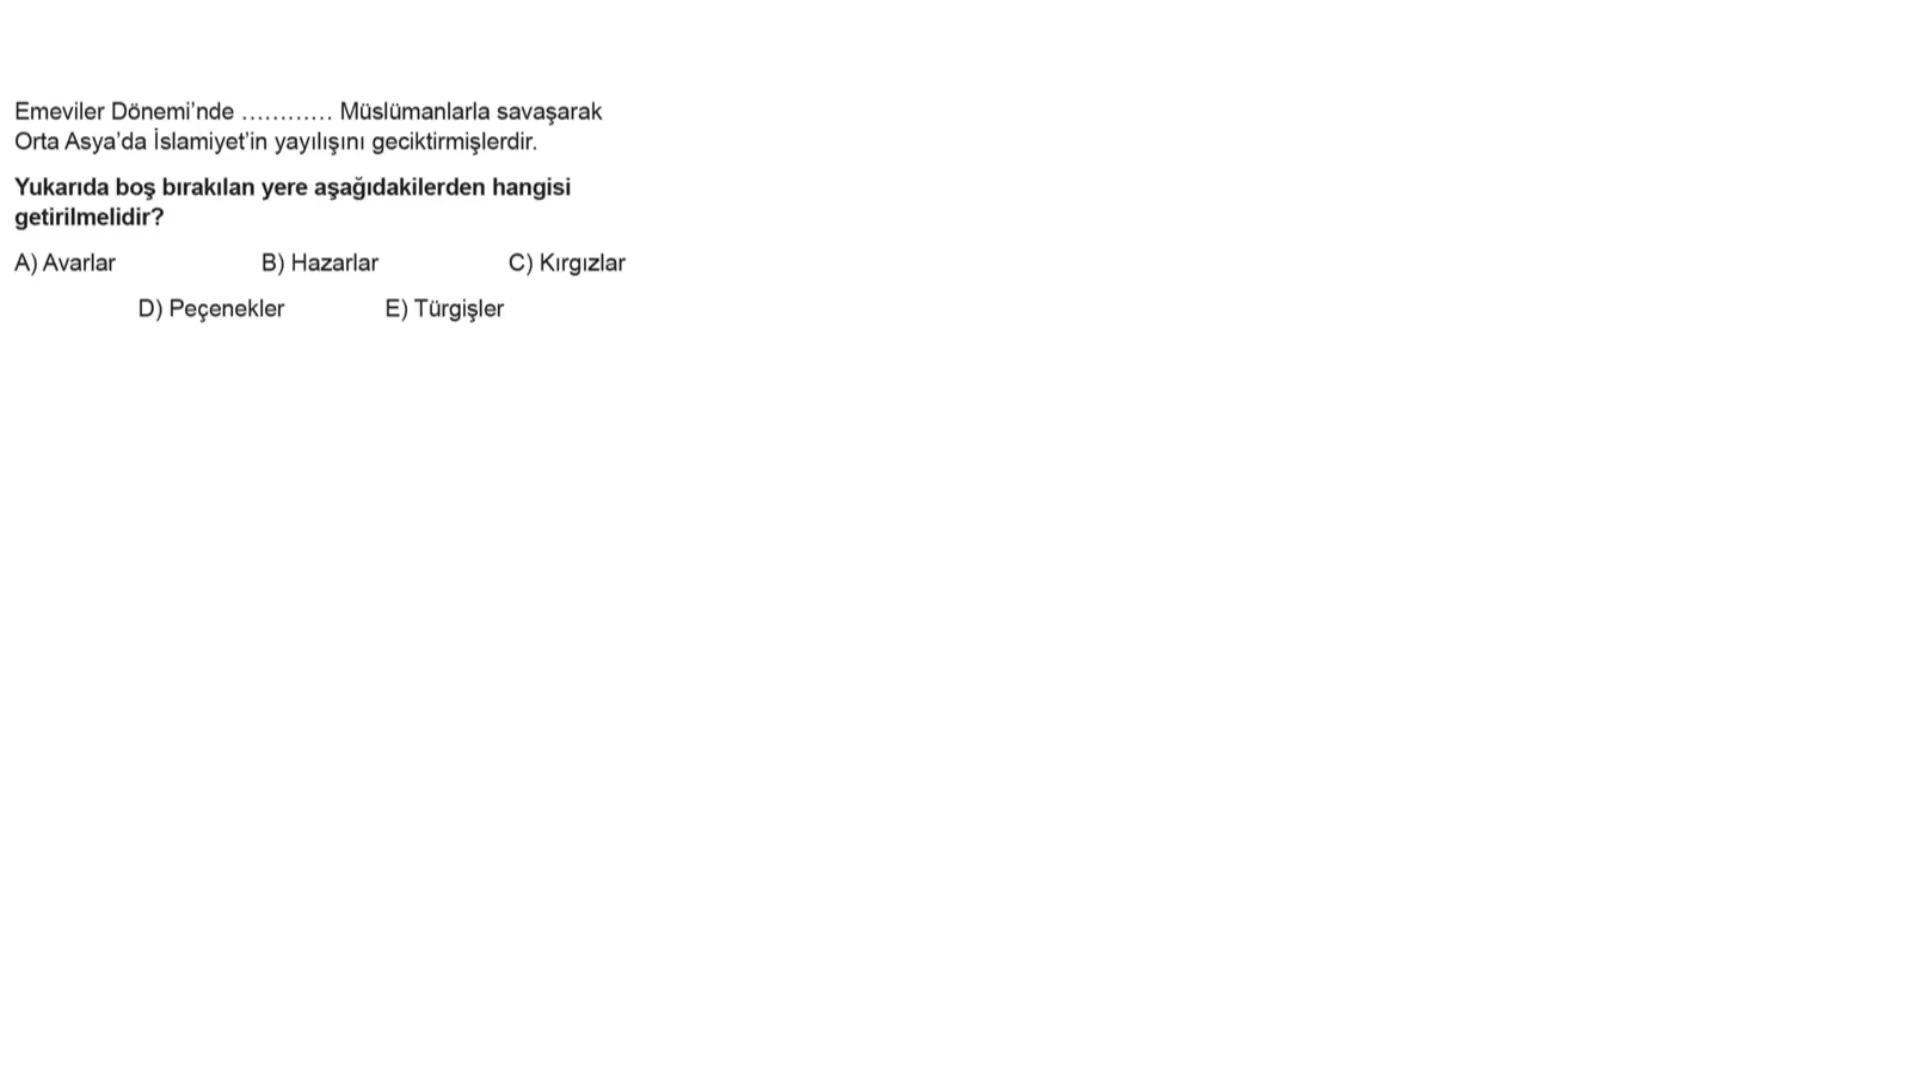 Emeviler Dönemi’nde ………… Müslümanlarla savaşarak
Orta Asya’da İslamiyet’in yayılışını geciktirmişlerdir.
Yukarıda boş bırakılan yere aşağıdakilerden hangisi
getirilmelidir?
A) Avarlar B) Hazarlar C) Kırgızlar
D) Peçenekler E) Türgişler